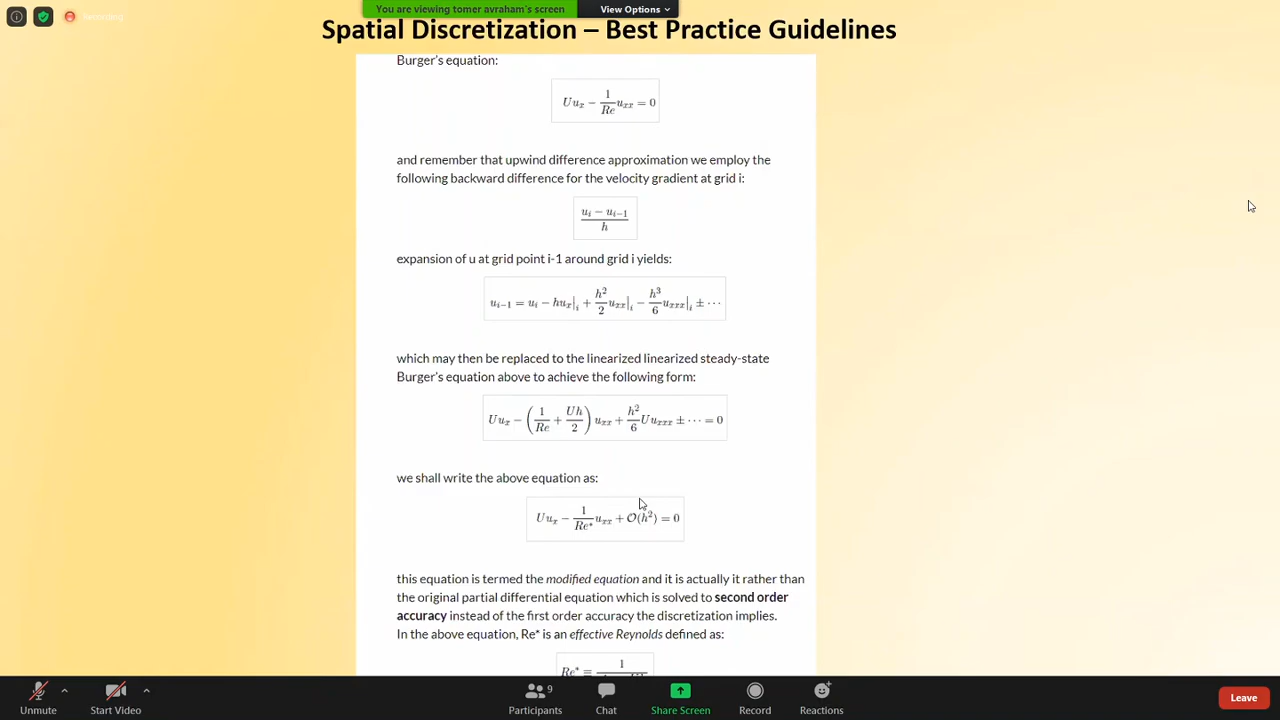 You are viewing tomer avraham's screen View Options
Spatial Discretization – Best Practice Guidelines
Burger's equation:
Uu_x − 1/Re u_xx = 0
and remember that upwind difference approximation we employ the
following backward difference for the velocity gradient at grid i:
(u_i − u_{i−1})/h
expansion of u at grid point i-1 around grid i yields:
u_{i−1} = u_i − hu_x|_i + h²/2 u_xx|_i − h³/6 u_xxx|_i ± ⋯
which may then be replaced to the linearized linearized steady-state
Burger's equation above to achieve the following form:
Uu_x − (1/Re + Uh/2) u_xx + h²/6 Uu_xxx ± ⋯ = 0
we shall write the above equation as:
Uu_x − 1/Re* u_xx + O(h²) = 0
this equation is termed the modified equation and it is actually it rather than
the original partial differential equation which is solved to second order
accuracy instead of the first order accuracy the discretization implies.
In the above equation, Re* is an effective Reynolds defined as:
Re* ≡ 1
9
Unmute Start Video Participants Chat Share Screen Record Reactions Leave